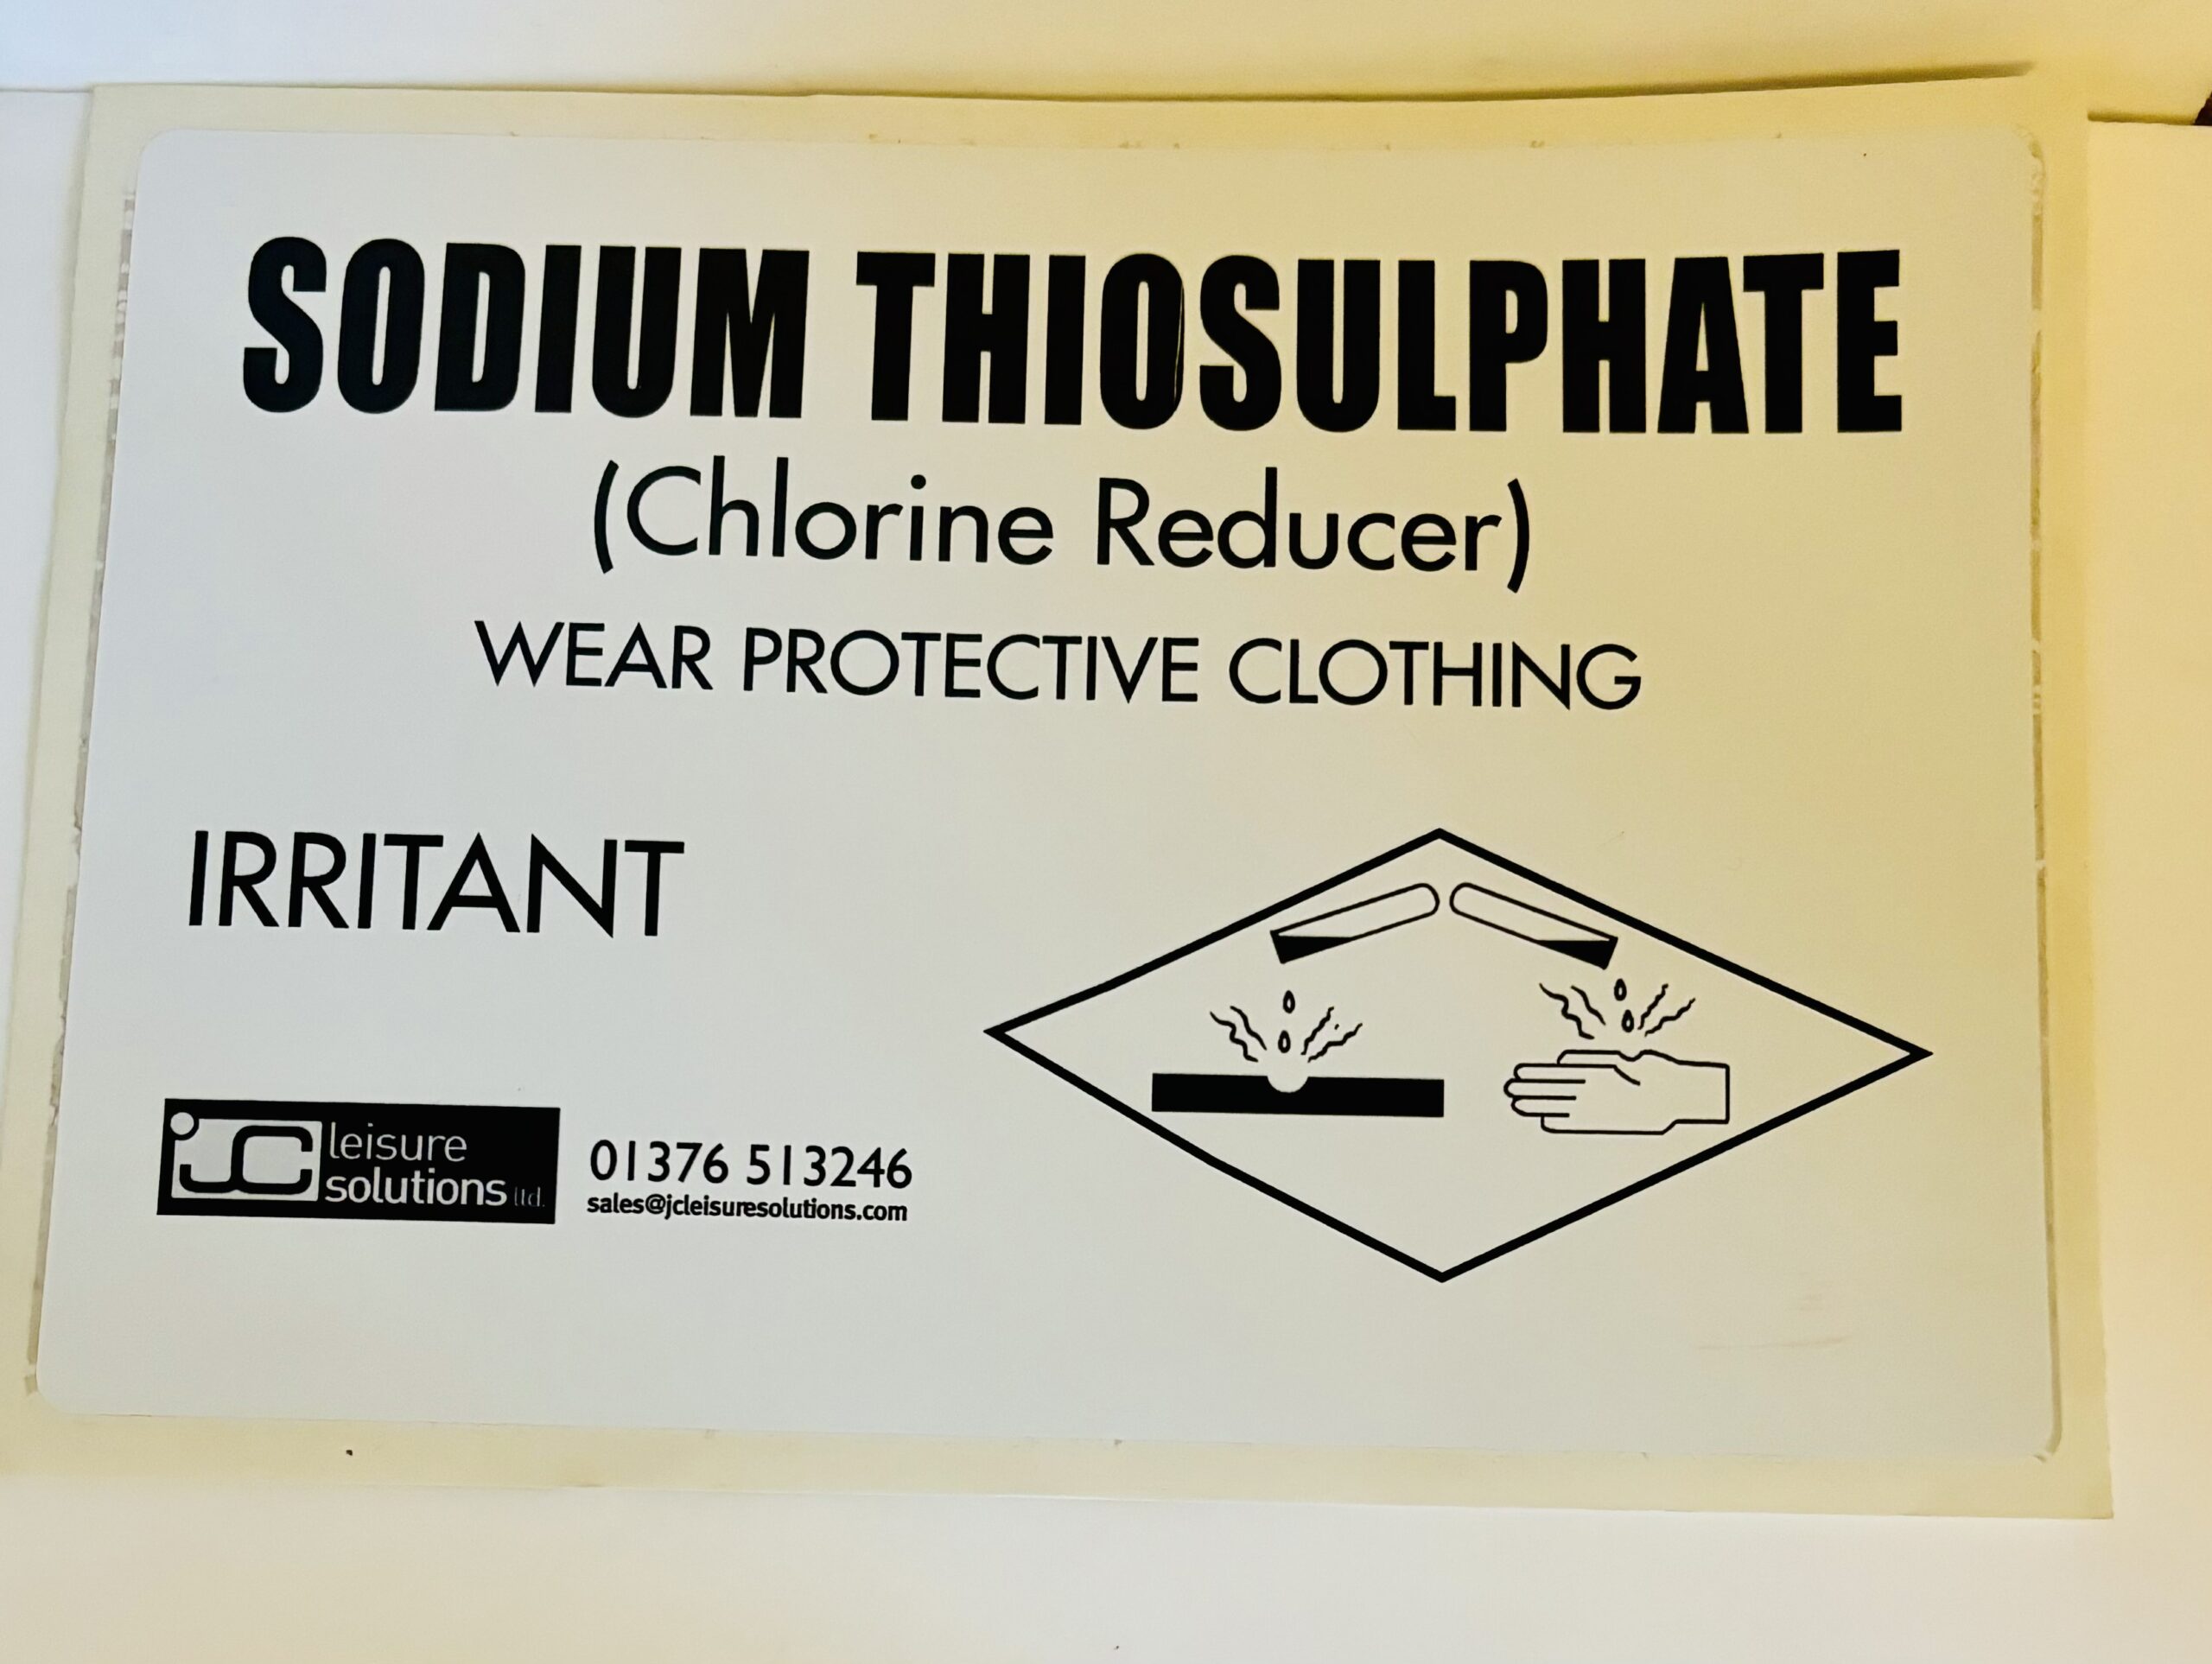 SODIUM THIOSULPHATE
(Chlorine Reducer)
WEAR PROTECTIVE CLOTHING
IRRITANT
jc leisure
solutions ltd.
01376 513246
sales@jcleisuresolutions.com